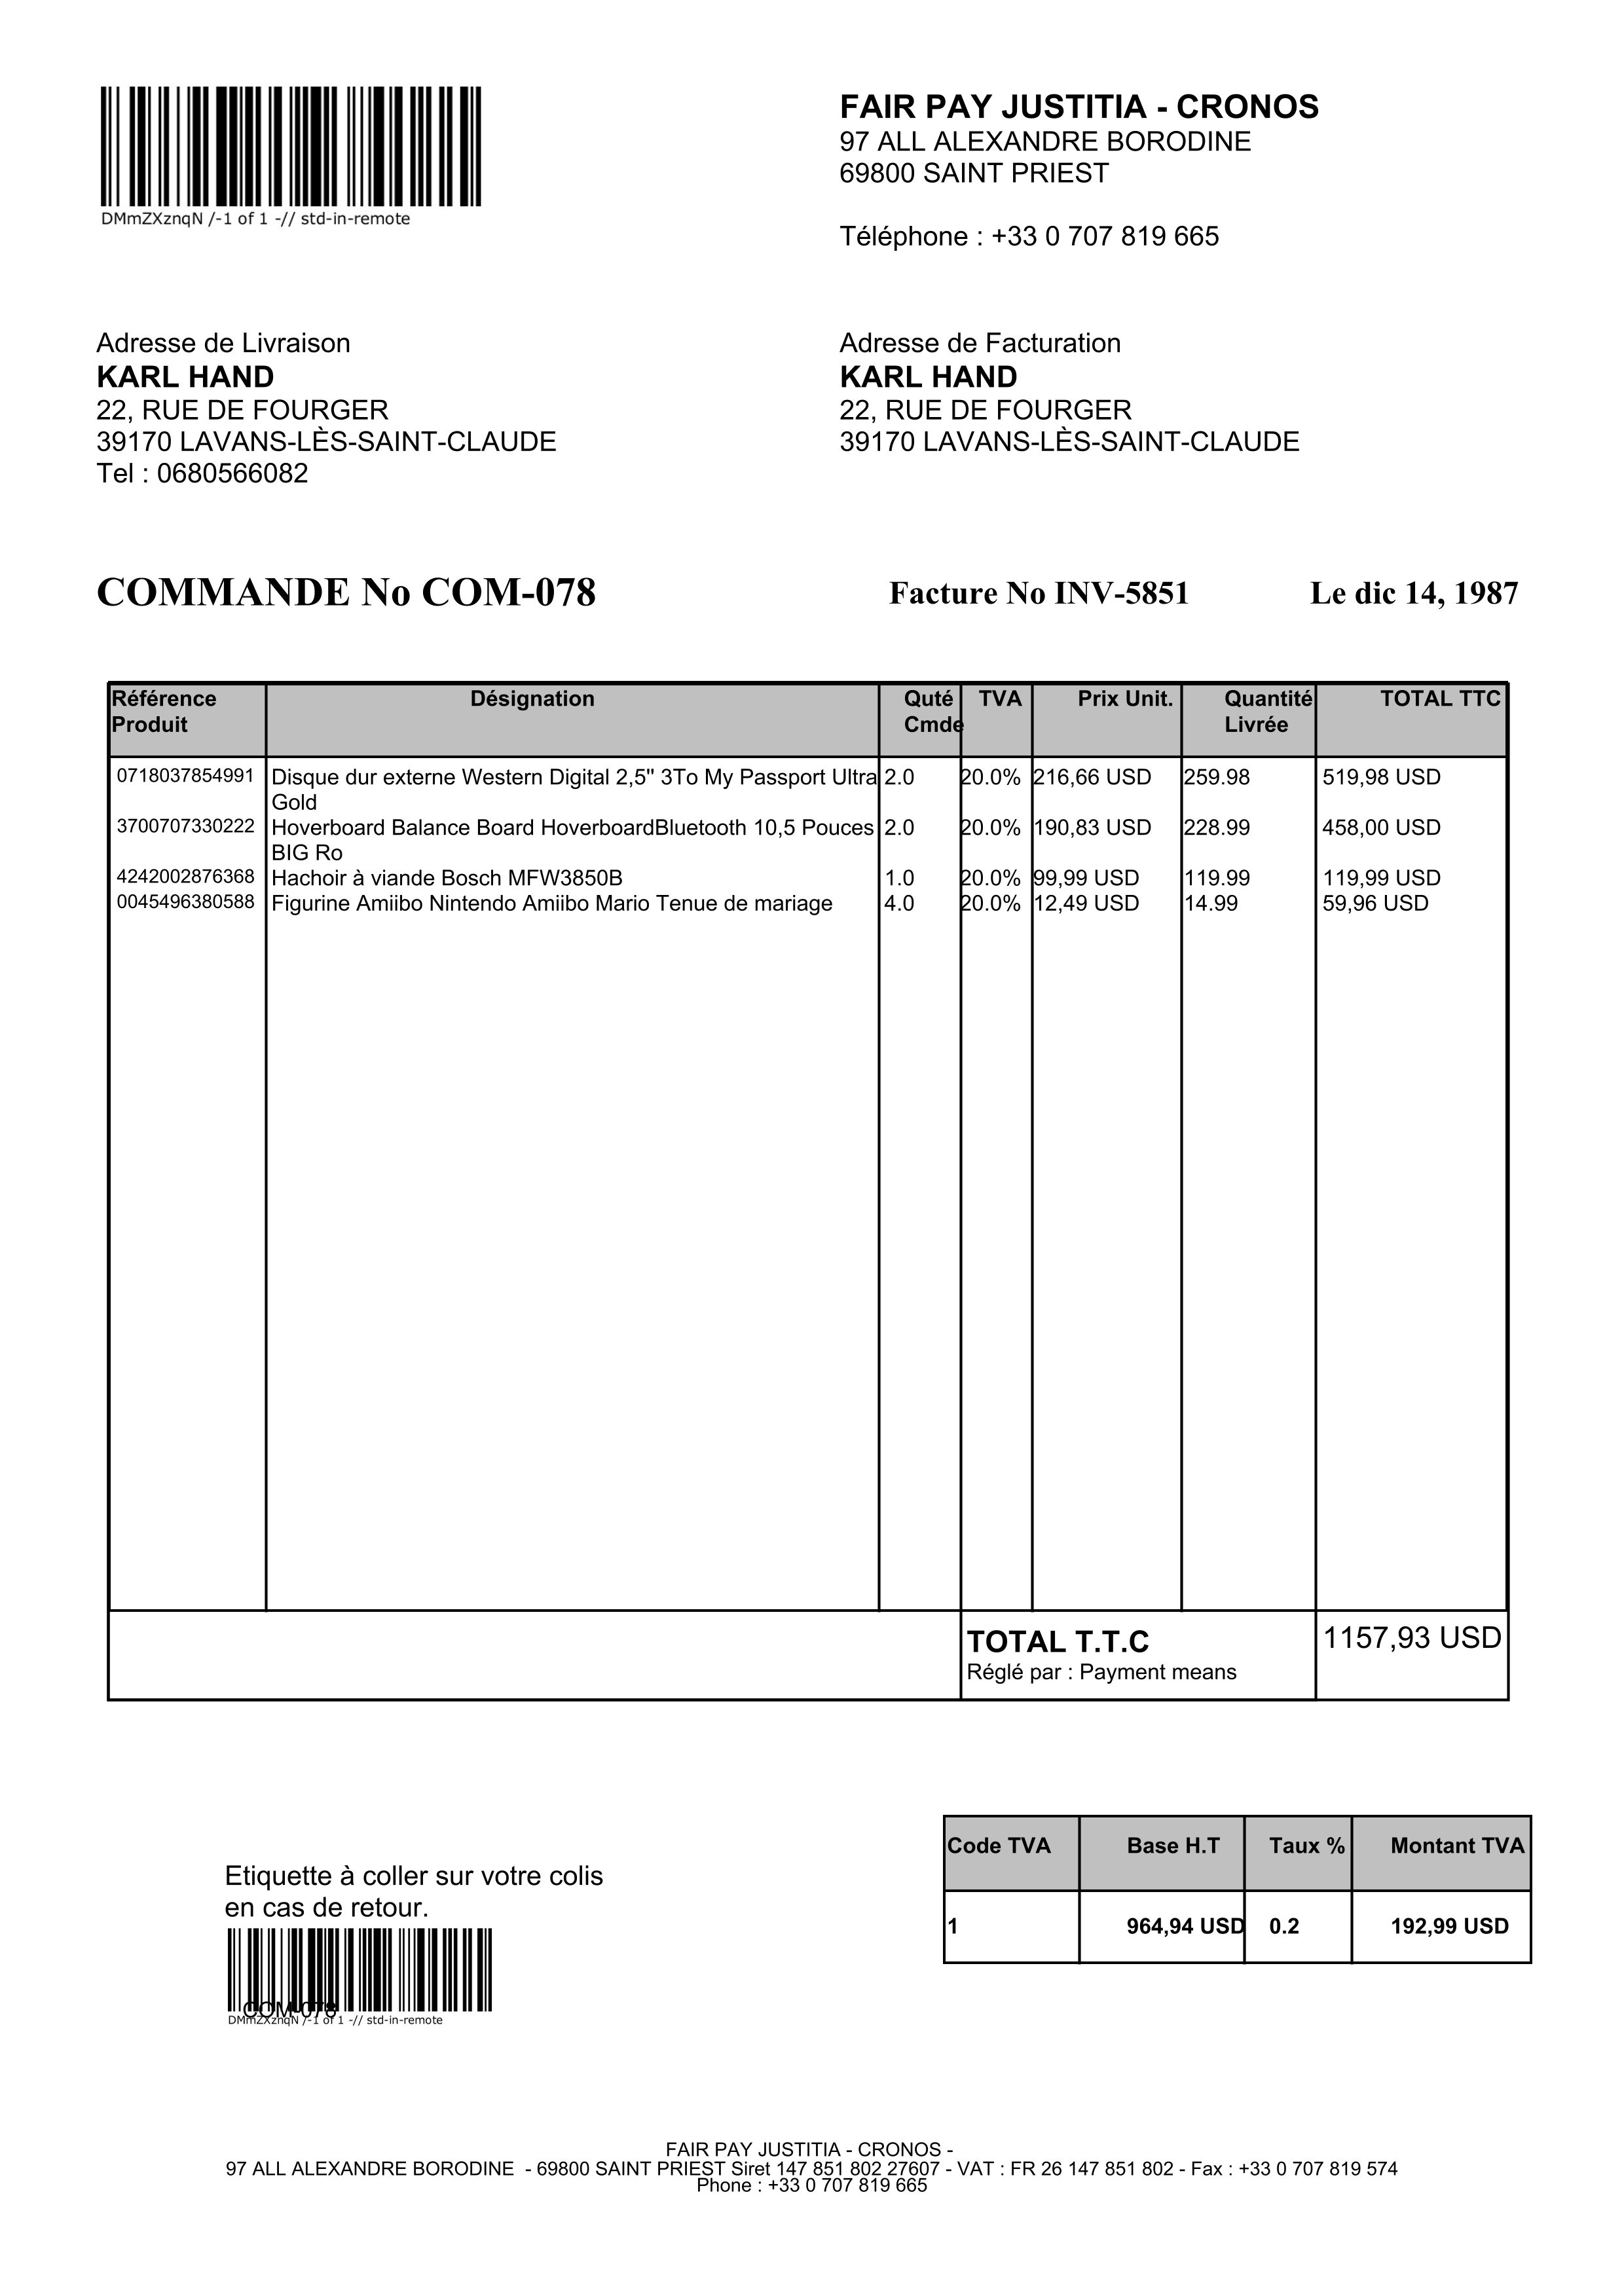 DMmZXznqN /-1 of 1 -// std-in-remote
FAIR PAY JUSTITIA - CRONOS
97 ALL ALEXANDRE BORODINE
69800 SAINT PRIEST
Téléphone : +33 0 707 819 665
Adresse de Livraison
KARL HAND
22, RUE DE FOURGER
39170 LAVANS-LÈS-SAINT-CLAUDE
Tel : 0680566082
Adresse de Facturation
KARL HAND
22, RUE DE FOURGER
39170 LAVANS-LÈS-SAINT-CLAUDE
COMMANDE No COM-078 Facture No INV-5851 Le dic 14, 1987
Référence Désignation Quté TVA Prix Unit. Quantité TOTAL TTC
Produit Cmde Livrée
0718037854991 Disque dur externe Western Digital 2,5" 3To My Passport Ultra 2.0 20.0% 216,66 USD 259.98 519,98 USD
Gold
3700707330222 Hoverboard Balance Board HoverboardBluetooth 10,5 Pouces 2.0 20.0% 190,83 USD 228.99 458,00 USD
BIG Ro
4242002876368 Hachoir à viande Bosch MFW3850B 1.0 20.0% 99,99 USD 119.99 119,99 USD
0045496380588 Figurine Amiibo Nintendo Amiibo Mario Tenue de mariage 4.0 20.0% 12,49 USD 14.99 59,96 USD
TOTAL T.T.C 1157,93 USD
Réglé par : Payment means
Code TVA Base H.T Taux % Montant TVA
1 964,94 USD 0.2 192,99 USD
Etiquette à coller sur votre colis
en cas de retour.
COM-078
DMmZXznqN /-1 of 1 -// std-in-remote
FAIR PAY JUSTITIA - CRONOS -
97 ALL ALEXANDRE BORODINE - 69800 SAINT PRIEST Siret 147 851 802 27607 - VAT : FR 26 147 851 802 - Fax : +33 0 707 819 574
Phone : +33 0 707 819 665